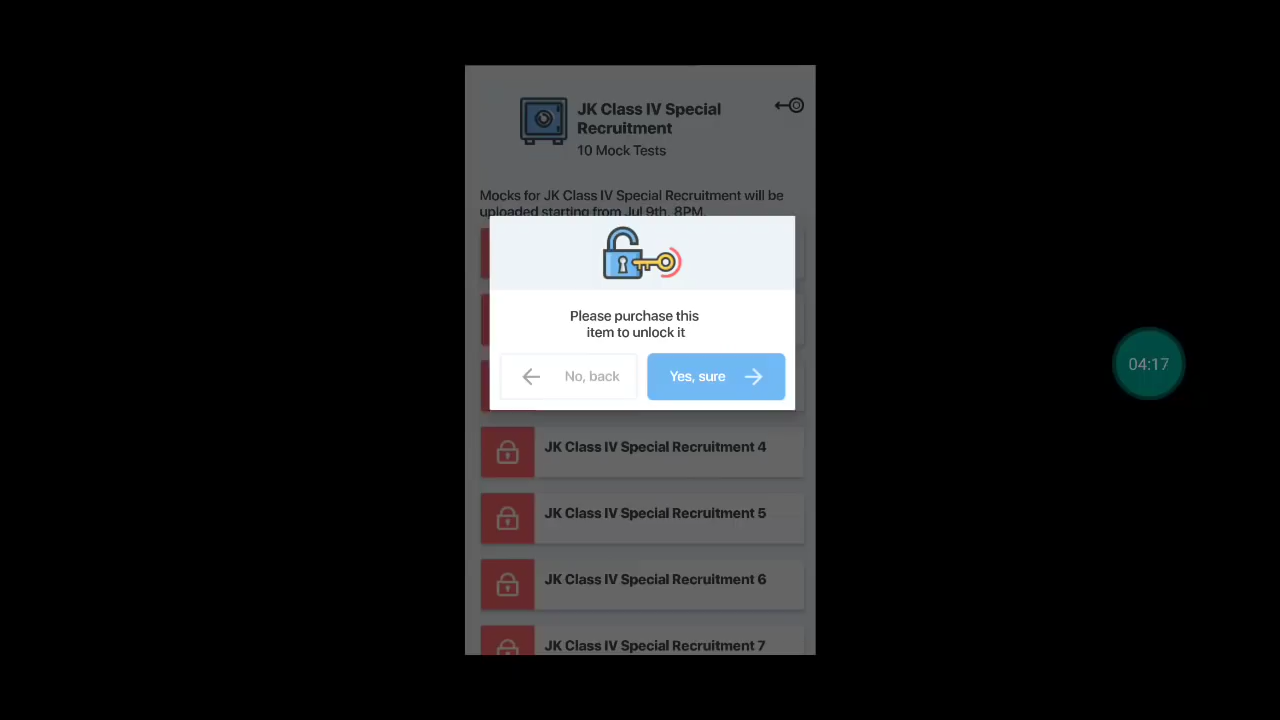 JK Class IV Special
Recruitment
10 Mock Tests
Mocks for JK Class IV Special Recruitment will be
uploaded starting from Jul 9th, 8PM.
Please purchase this
item to unlock it
No, back
Yes, sure
04:17
JK Class IV Special Recruitment 4
JK Class IV Special Recruitment 5
JK Class IV Special Recruitment 6
JK Class IV Special Recruitment 7